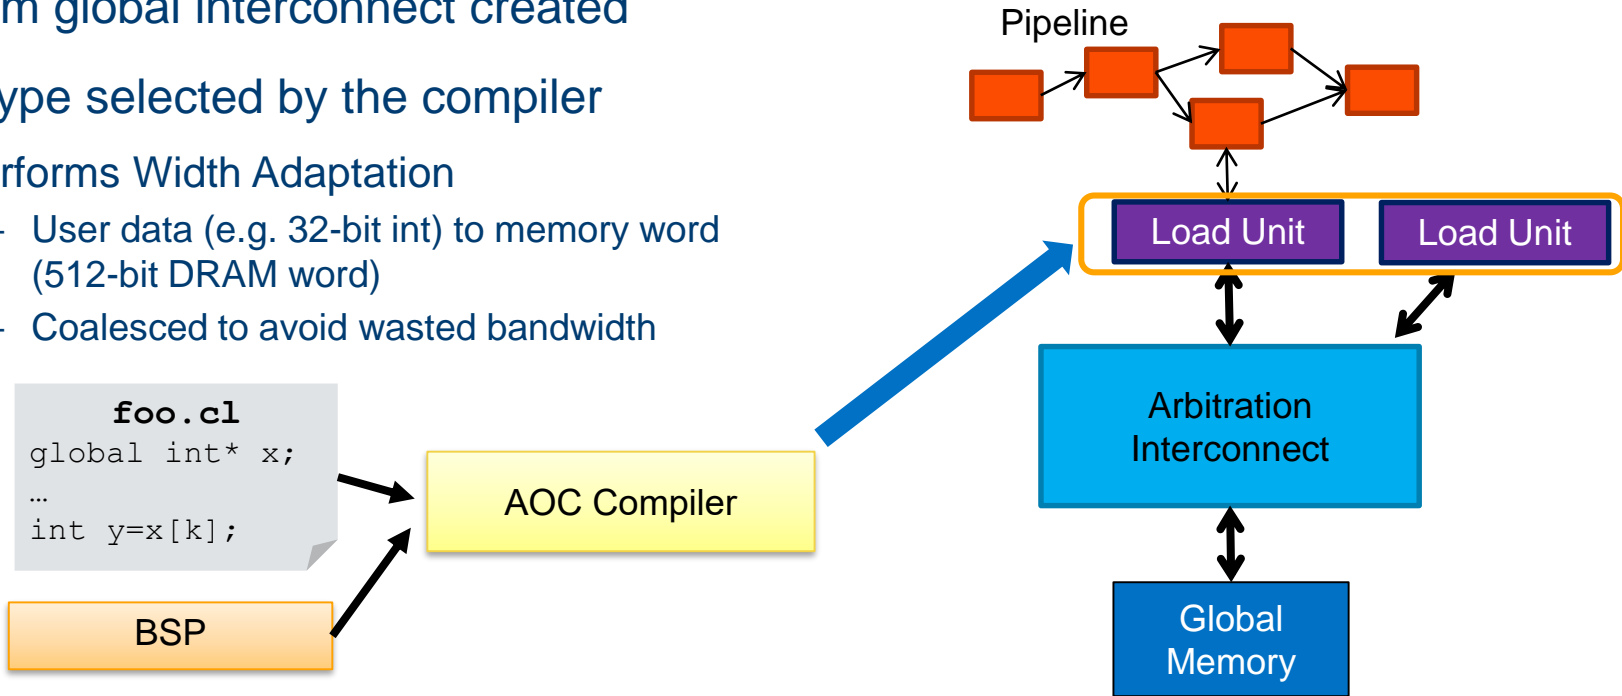 global interconnect created
selected by the compiler
Width Adaptation
- User data (e.g. 32-bit int) to memory word
(512-bit DRAM word)
- Coalesced to avoid wasted bandwidth
foo.cl
global int* x;
…
int y=x[k];
BSP
AOC Compiler
Pipeline
Load Unit
Load Unit
Arbitration
Interconnect
Global
Memory